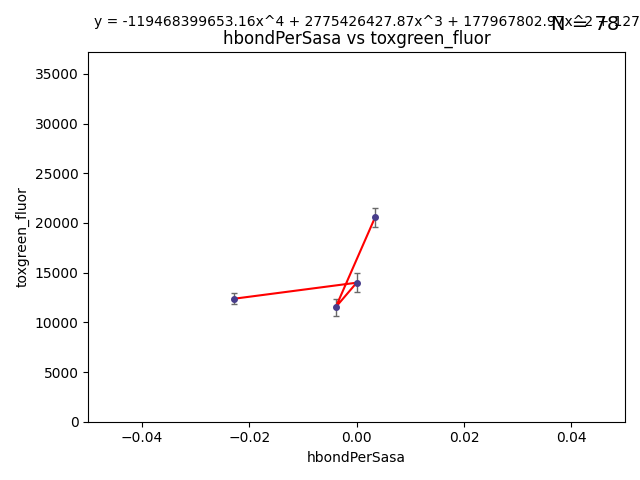 y = -119468399653.16x^4 + 2775426427.87x^3 + 177967802.97x^2 + 127
N = 78
hbondPerSasa vs toxgreen_fluor
35000
30000
25000
20000
15000
10000
5000
0
toxgreen_fluor
−0.04 −0.02 0.00 0.02 0.04
hbondPerSasa